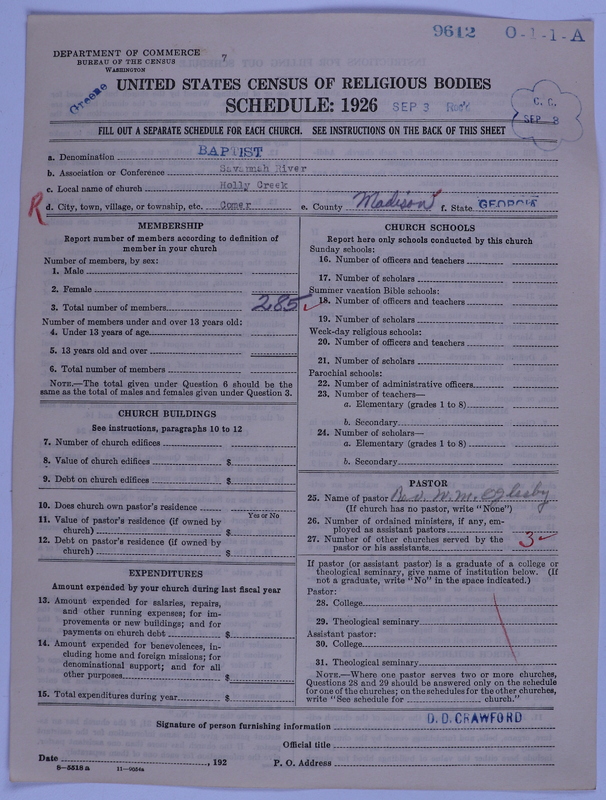 9612 0-1-1-A
DEPARTMENT OF COMMERCE
BUREAU OF THE CENSUS
WASHINGTON
7
Greene
UNITED STATES CENSUS OF RELIGIOUS BODIES
SCHEDULE: 1926 SEP 3 Rec'd
C. C.
SEP 8
FILL OUT A SEPARATE SCHEDULE FOR EACH CHURCH. SEE INSTRUCTIONS ON THE BACK OF THIS SHEET
a. Denomination BAPTIST
b. Association or Conference Savannah River
c. Local name of church Holly Creek
R d. City, town, village, or township, etc. Comer e. County Madison f. State GEORGIA
MEMBERSHIP
Report number of members according to definition of
member in your church
Number of members, by sex:
1. Male
2. Female
3. Total number of members 285
Number of members under and over 13 years old:
4. Under 13 years of age
5. 13 years old and over
6. Total number of members
NOTE.—The total given under Question 6 should be the
same as the total of males and females given under Question 3.
CHURCH BUILDINGS
See instructions, paragraphs 10 to 12
7. Number of church edifices
8. Value of church edifices $
9. Debt on church edifices $
10. Does church own pastor's residence
Yes or No
11. Value of pastor's residence (if owned by
church) $
12. Debt on pastor's residence (if owned by
church) $
EXPENDITURES
Amount expended by your church during last fiscal year
13. Amount expended for salaries, repairs,
and other running expenses; for im-
provements or new buildings; and for
payments on church debt $
14. Amount expended for benevolences, in-
cluding home and foreign missions; for
denominational support; and for all
other purposes $
15. Total expenditures during year $
CHURCH SCHOOLS
Report here only schools conducted by this church
Sunday schools:
16. Number of officers and teachers
17. Number of scholars
Summer vacation Bible schools:
18. Number of officers and teachers
19. Number of scholars
Week-day religious schools:
20. Number of officers and teachers
21. Number of scholars
Parochial schools:
22. Number of administrative officers
23. Number of teachers—
a. Elementary (grades 1 to 8)
b. Secondary
24. Number of scholars—
a. Elementary (grades 1 to 8)
b. Secondary
PASTOR
25. Name of pastor Rev. W. M. Oglesby
(If church has no pastor, write "None")
26. Number of ordained ministers, if any, em-
ployed as assistant pastors
27. Number of other churches served by the
pastor or his assistants 3
If pastor (or assistant pastor) is a graduate of a college or
theological seminary, give name of institution below. (If
not a graduate, write "No" in the space indicated.)
Pastor:
28. College
29. Theological seminary
Assistant pastor:
30. College
31. Theological seminary
NOTE.—Where one pastor serves two or more churches,
Questions 28 and 29 should be answered only on the schedule
for one of the churches; on the schedules for the other churches,
write "See schedule for church."
Signature of person furnishing information D. D. CRAWFORD
Official title
Date , 192 P. O. Address
8-5518 a 11-9054a